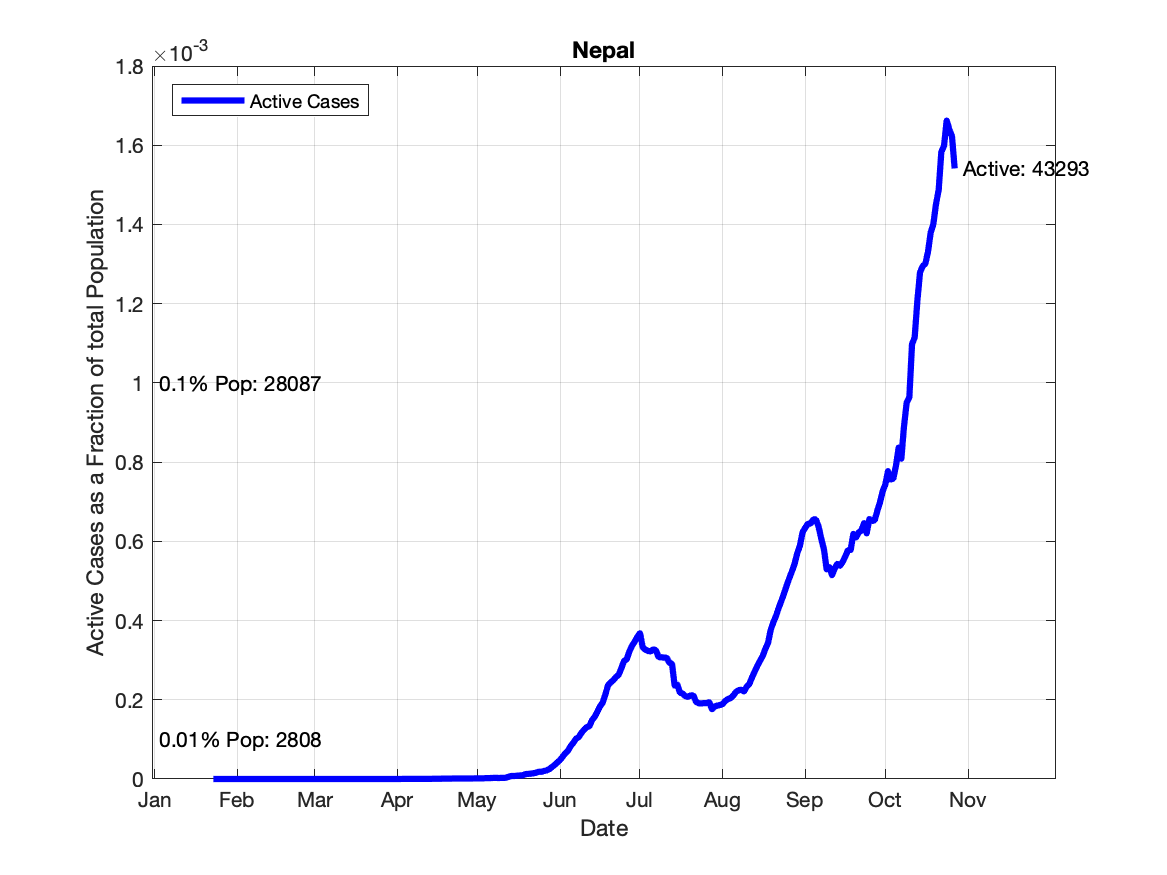 Nepal
×10-3
1.8
1.6
1.4
1.2
1
0.8
0.6
0.4
0.2
0
Active Cases as a Fraction of total Population
Active Cases
Active: 43293
0.1% Pop: 28087
0.01% Pop: 2808
Jan Feb Mar Apr May Jun Jul Aug Sep Oct Nov
Date